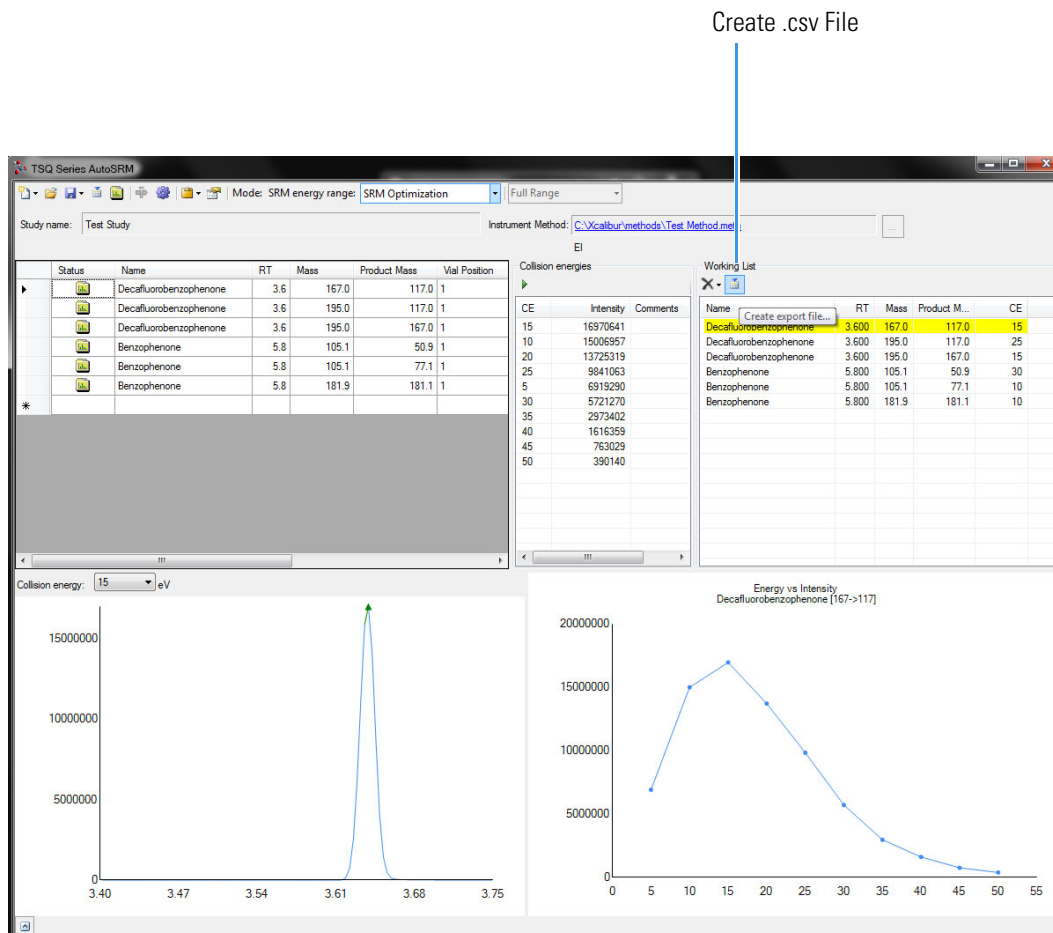 Create .csv File
TSQ Series AutoSRM
Mode: SRM energy range: SRM Optimization Full Range
Study name: Test Study Instrument Method: C:\Xcalibur\methods\Test Method.meth ...
EI
Status Name RT Mass Product Mass Vial Position
Decafluorobenzophenone 3.6 167.0 117.0 1
Decafluorobenzophenone 3.6 195.0 117.0 1
Decafluorobenzophenone 3.6 195.0 167.0 1
Benzophenone 5.8 105.1 50.9 1
Benzophenone 5.8 105.1 77.1 1
Benzophenone 5.8 181.9 181.1 1
Collision energies
CE Intensity Comments
15 16970641
10 15006957
20 13725319
25 9841063
5 6919290
30 5721270
35 2973402
40 1616359
45 763029
50 390140
Working List
Name RT Mass Product M... CE
Create export file...
Decafluorobenzophenone 3.600 167.0 117.0 15
Decafluorobenzophenone 3.600 195.0 117.0 25
Decafluorobenzophenone 3.600 195.0 167.0 15
Benzophenone 5.800 105.1 50.9 30
Benzophenone 5.800 105.1 77.1 10
Benzophenone 5.800 181.9 181.1 10
Collision energy: 15 eV
15000000
10000000
5000000
0
3.40 3.47 3.54 3.61 3.68 3.75
Energy vs Intensity
Decafluorobenzophenone [167->117]
20000000
15000000
10000000
5000000
0
0 5 10 15 20 25 30 35 40 45 50 55